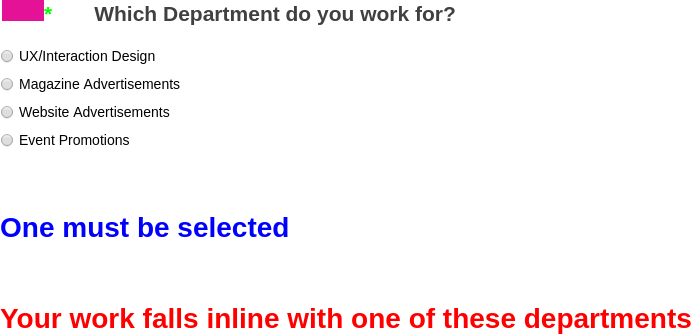 * Which Department do you work for?
UX/Interaction Design
Magazine Advertisements
Website Advertisements
Event Promotions
One must be selected
Your work falls inline with one of these departments